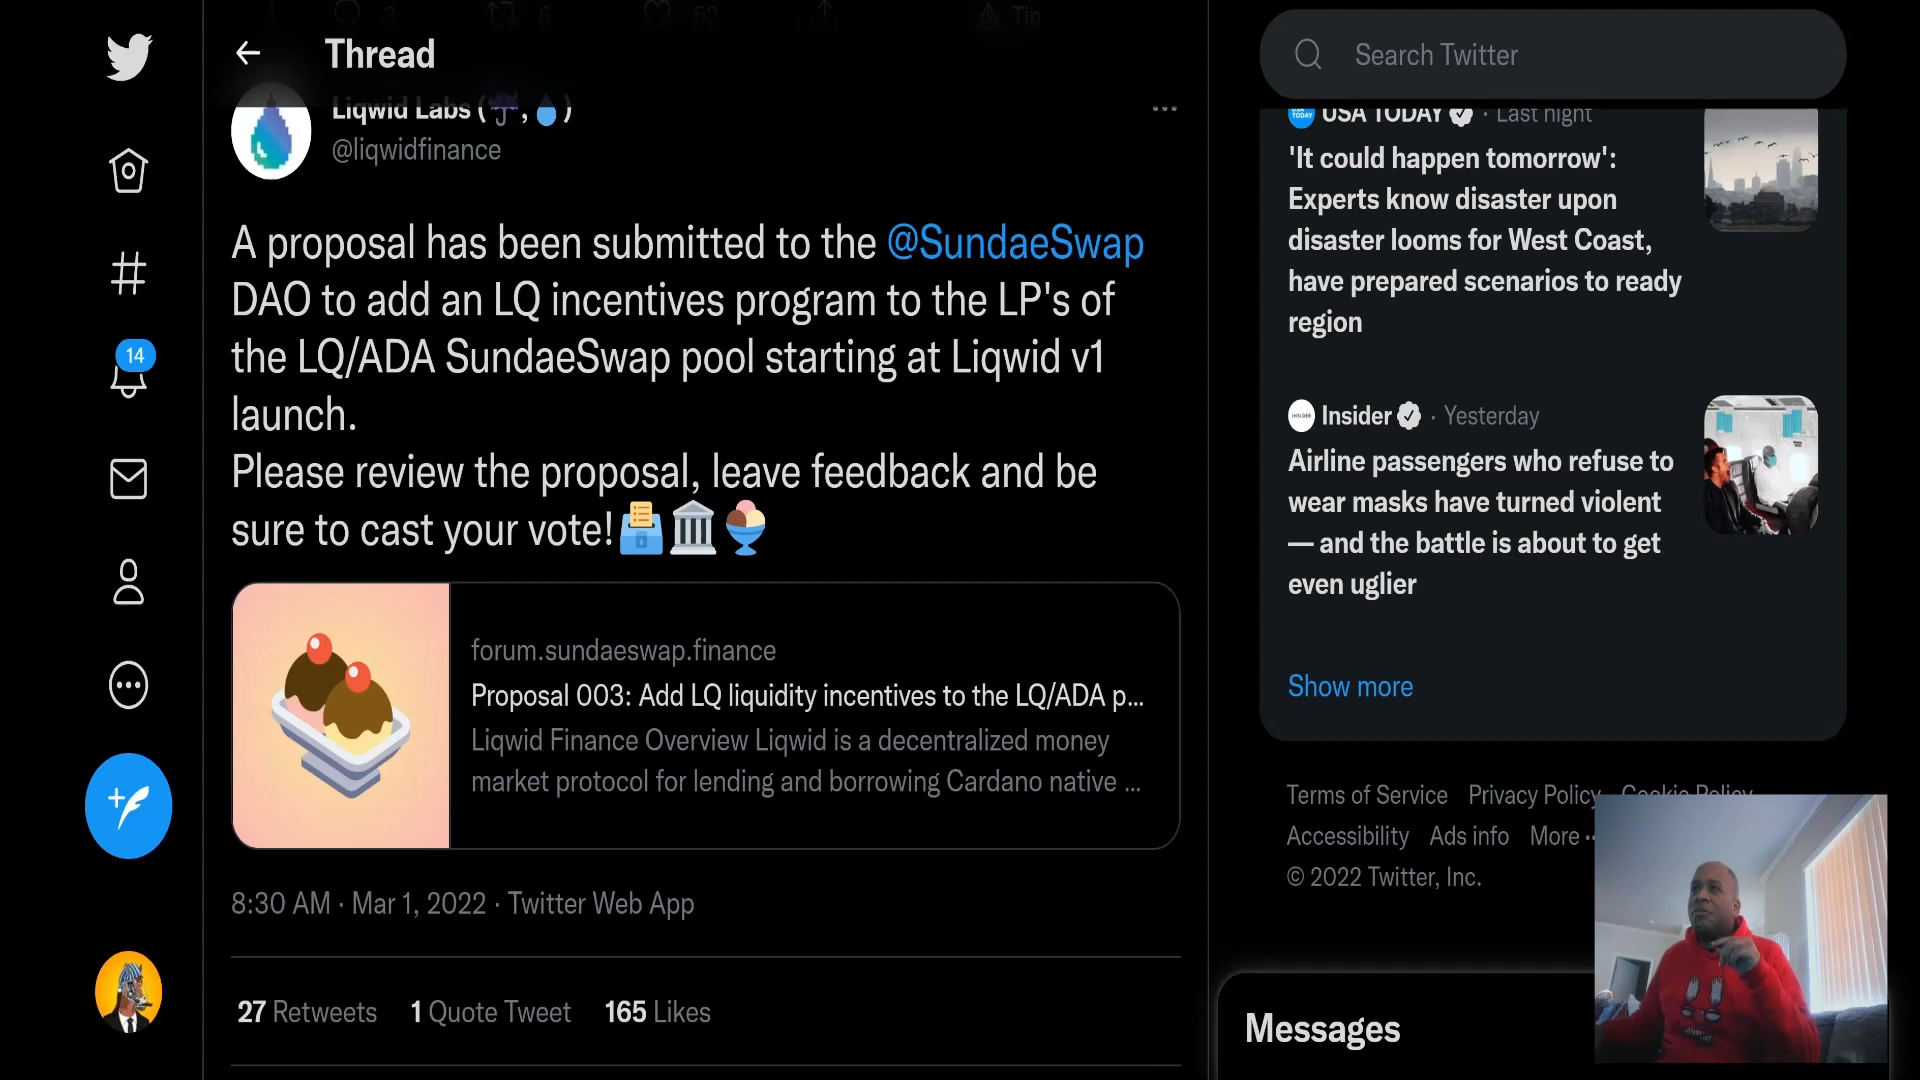 3 6 52 Tip
Thread
Search Twitter
Liqwid Labs ( , )
@liqwidfinance
A proposal has been submitted to the @SundaeSwap
DAO to add an LQ incentives program to the LP's of
the LQ/ADA SundaeSwap pool starting at Liqwid v1
launch.
Please review the proposal, leave feedback and be
sure to cast your vote!
forum.sundaeswap.finance
Proposal 003: Add LQ liquidity incentives to the LQ/ADA p...
Liqwid Finance Overview Liqwid is a decentralized money
market protocol for lending and borrowing Cardano native ...
8:30 AM · Mar 1, 2022 · Twitter Web App
27 Retweets 1 Quote Tweet 165 Likes
14
USA TODAY · Last night
'It could happen tomorrow':
Experts know disaster upon
disaster looms for West Coast,
have prepared scenarios to ready
region
INSIDER
Insider · Yesterday
Airline passengers who refuse to
wear masks have turned violent
— and the battle is about to get
even uglier
Show more
Terms of Service Privacy Policy Cookie Policy
Accessibility Ads info More ··
© 2022 Twitter, Inc.
Messages